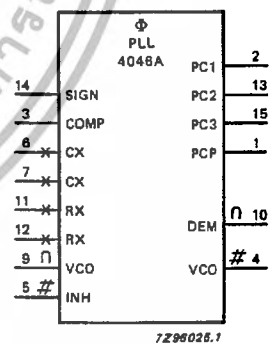 Φ
PLL
4046A
14 SIGN
3 COMP
6 CX
7 CX
11 RX
12 RX
9 ∩ VCO
5 # INH
PC1 2
PC2 13
PC3 15
PCP 1
DEM ∩ 10
VCO # 4
7Z96025.1